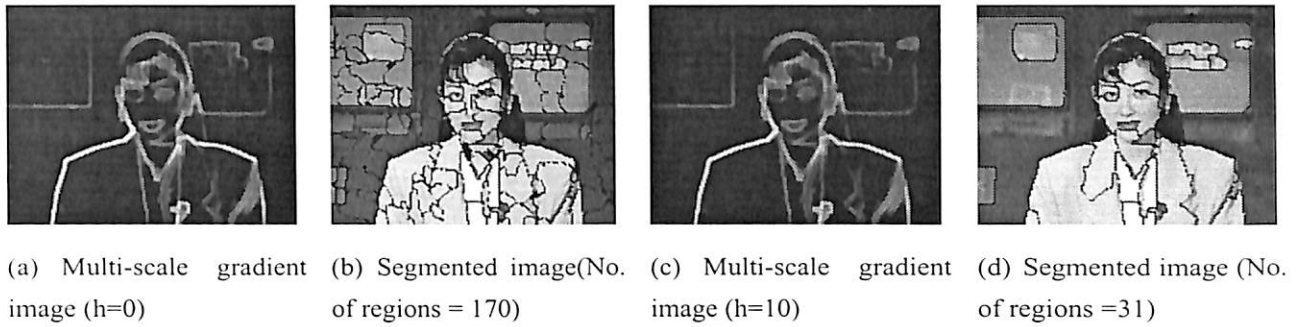 (a) Multi-scale gradient image (h=0)
(b) Segmented image(No. of regions = 170)
(c) Multi-scale gradient image (h=10)
(d) Segmented image (No. of regions =31)